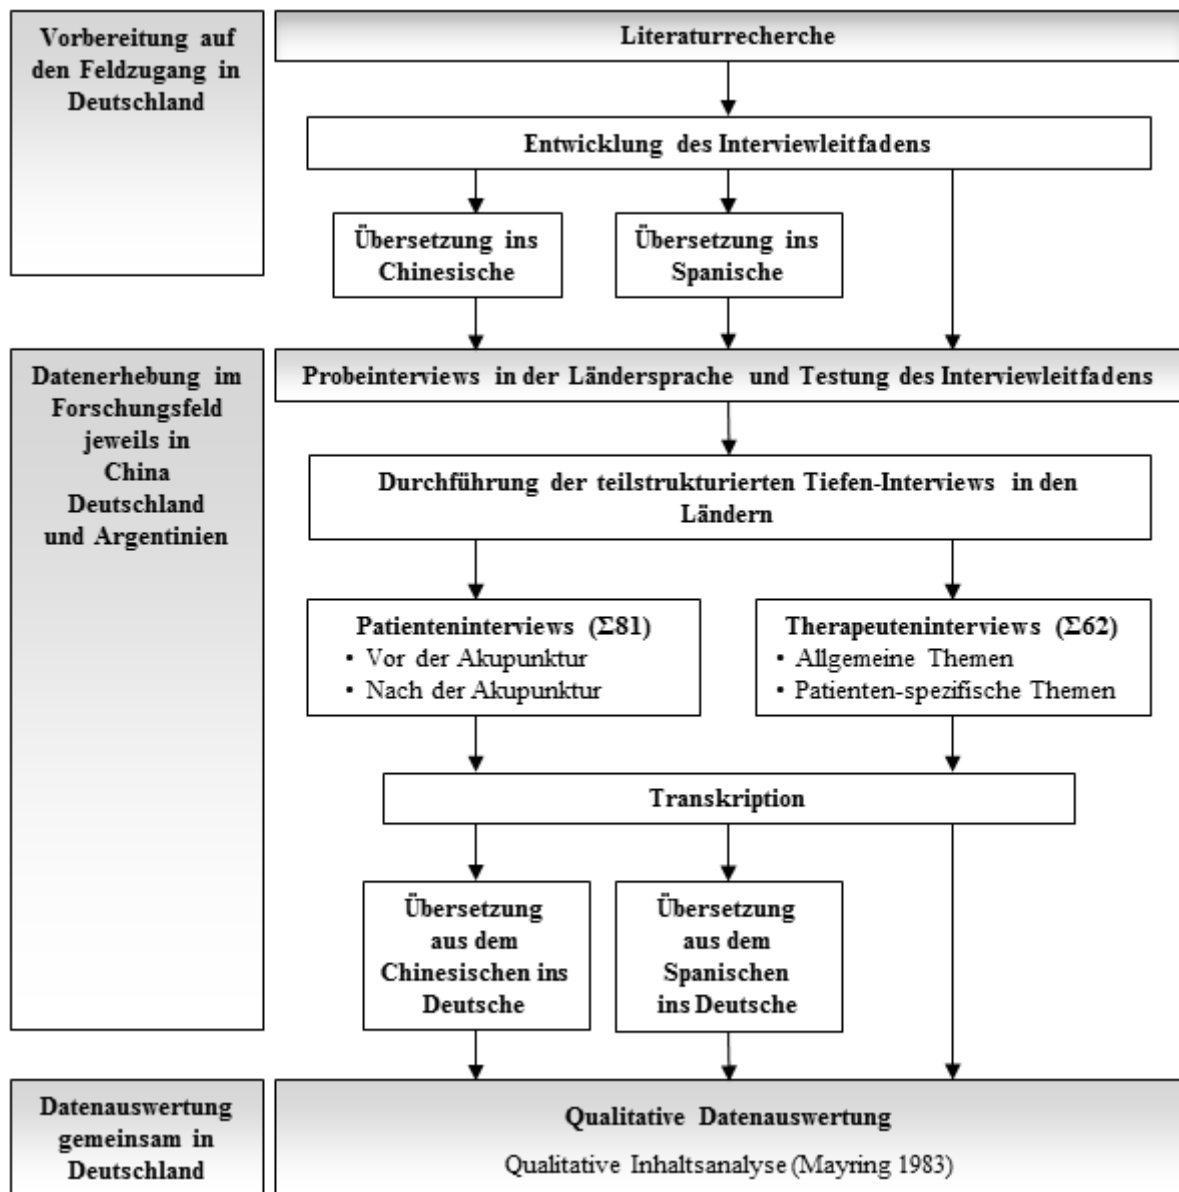 Vorbereitung auf
den Feldzugang in
Deutschland
Literaturrecherche
Entwicklung des Interviewleitfadens
Übersetzung ins
Chinesische
Übersetzung ins
Spanische
Datenerhebung im
Forschungsfeld
jeweils in
China
Deutschland
und Argentinien
Probeinterviews in der Ländersprache und Testung des Interviewleitfadens
Durchführung der teilstrukturierten Tiefen-Interviews in den
Ländern
Patienteninterviews (Σ81)
• Vor der Akupunktur
• Nach der Akupunktur
Therapeuteninterviews (Σ62)
• Allgemeine Themen
• Patienten-spezifische Themen
Transkription
Übersetzung
aus dem
Chinesischen ins
Deutsche
Übersetzung
aus dem
Spanischen
ins Deutsche
Datenauswertung
gemeinsam in
Deutschland
Qualitative Datenauswertung
Qualitative Inhaltsanalyse (Mayring 1983)